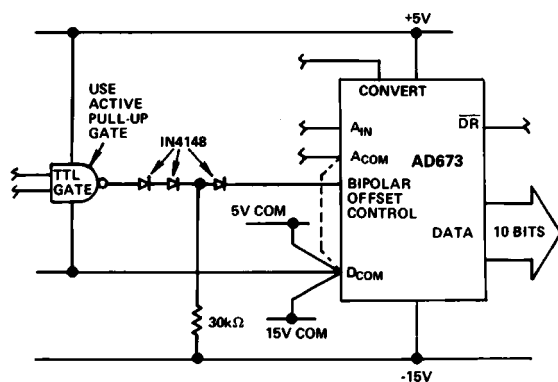 +5V
USE
ACTIVE
PULL-UP
GATE
CONVERT
IN4148
AIN
DR
TTL
GATE
ACOM
AD673
BIPOLAR
OFFSET
CONTROL
5V COM
DATA
10 BITS
DCOM
30kΩ
15V COM
-15V